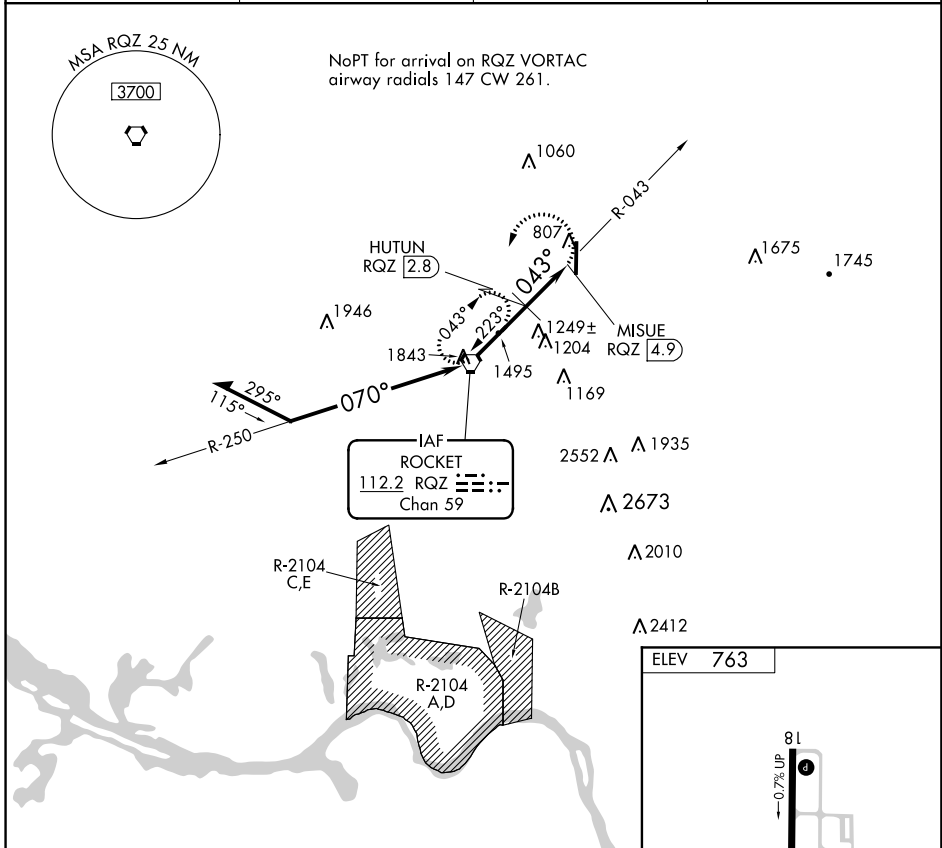 MSA RQZ 25 NM
3700
NoPT for arrival on RQZ VORTAC
airway radials 147 CW 261.
1060
R-043
807
1675
1745
HUTUN
RQZ 2.8
043°
1946
043°
223°
1249±
1204
MISUE
RQZ 4.9
1843
1495
1169
295°
115°
070°
R-250
IAF
ROCKET
112.2 RQZ
Chan 59
2552
1935
2673
2010
R-2104
C,E
R-2104B
2412
R-2104
A,D
ELEV 763
18
0.7% UP
P